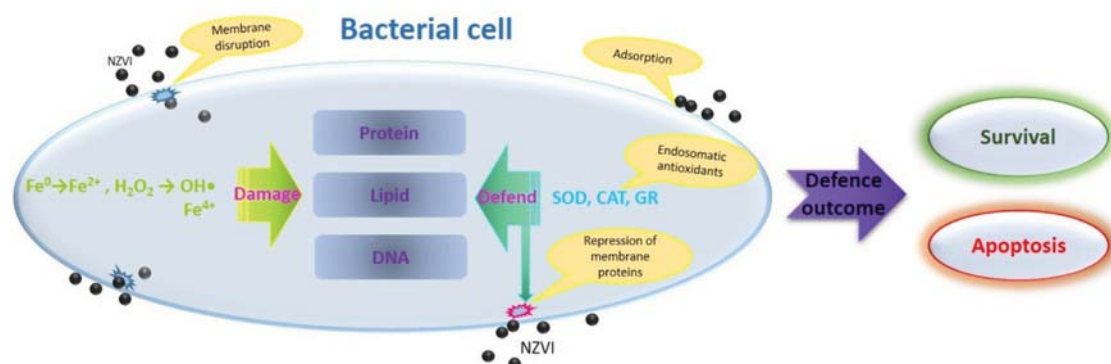 Bacterial cell
Membrane
disruption
NZVI
Adsorption
Protein
Lipid
DNA
Fe⁰→Fe²⁺ , H₂O₂ → OH•
Fe⁴⁺
Damage
Defend
SOD, CAT, GR
Endosomatic
antioxidants
Repression of
membrane
proteins
NZVI
Defence
outcome
Survival
Apoptosis